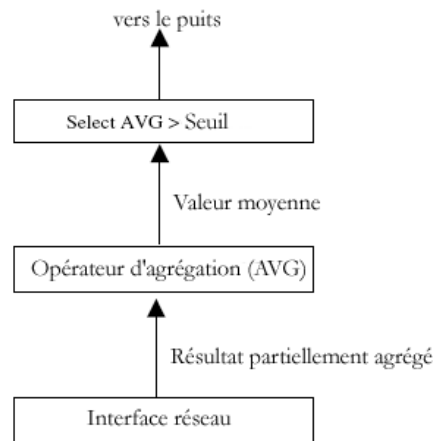 vers le puits
Select AVG > Seuil
Valeur moyenne
Opérateur d'agrégation (AVG)
Résultat partiellement agrégé
Interface réseau